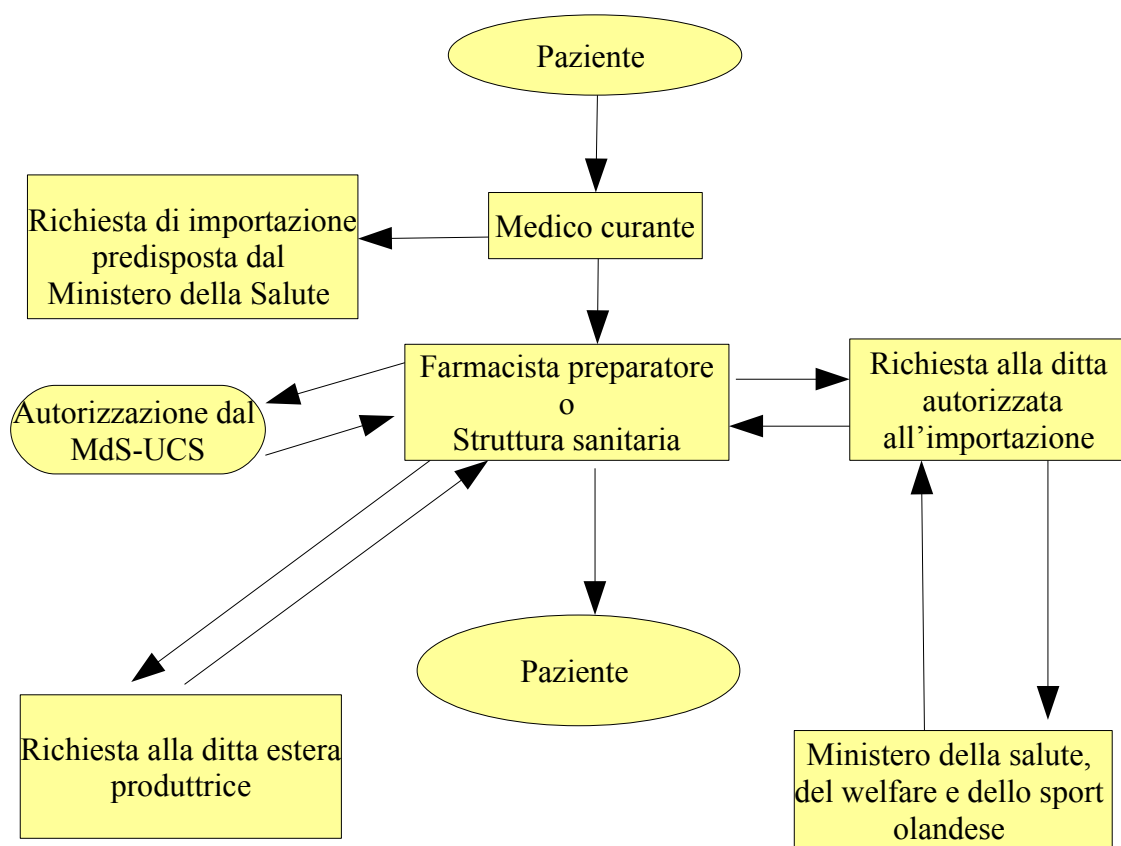 Paziente
Richiesta di importazione
predisposta dal
Ministero della Salute
Medico curante
Autorizzazione dal
MdS-UCS
Farmacista preparatore
o
Struttura sanitaria
Richiesta alla ditta
autorizzata
all’importazione
Paziente
Richiesta alla ditta estera
produttrice
Ministero della salute,
del welfare e dello sport
olandese